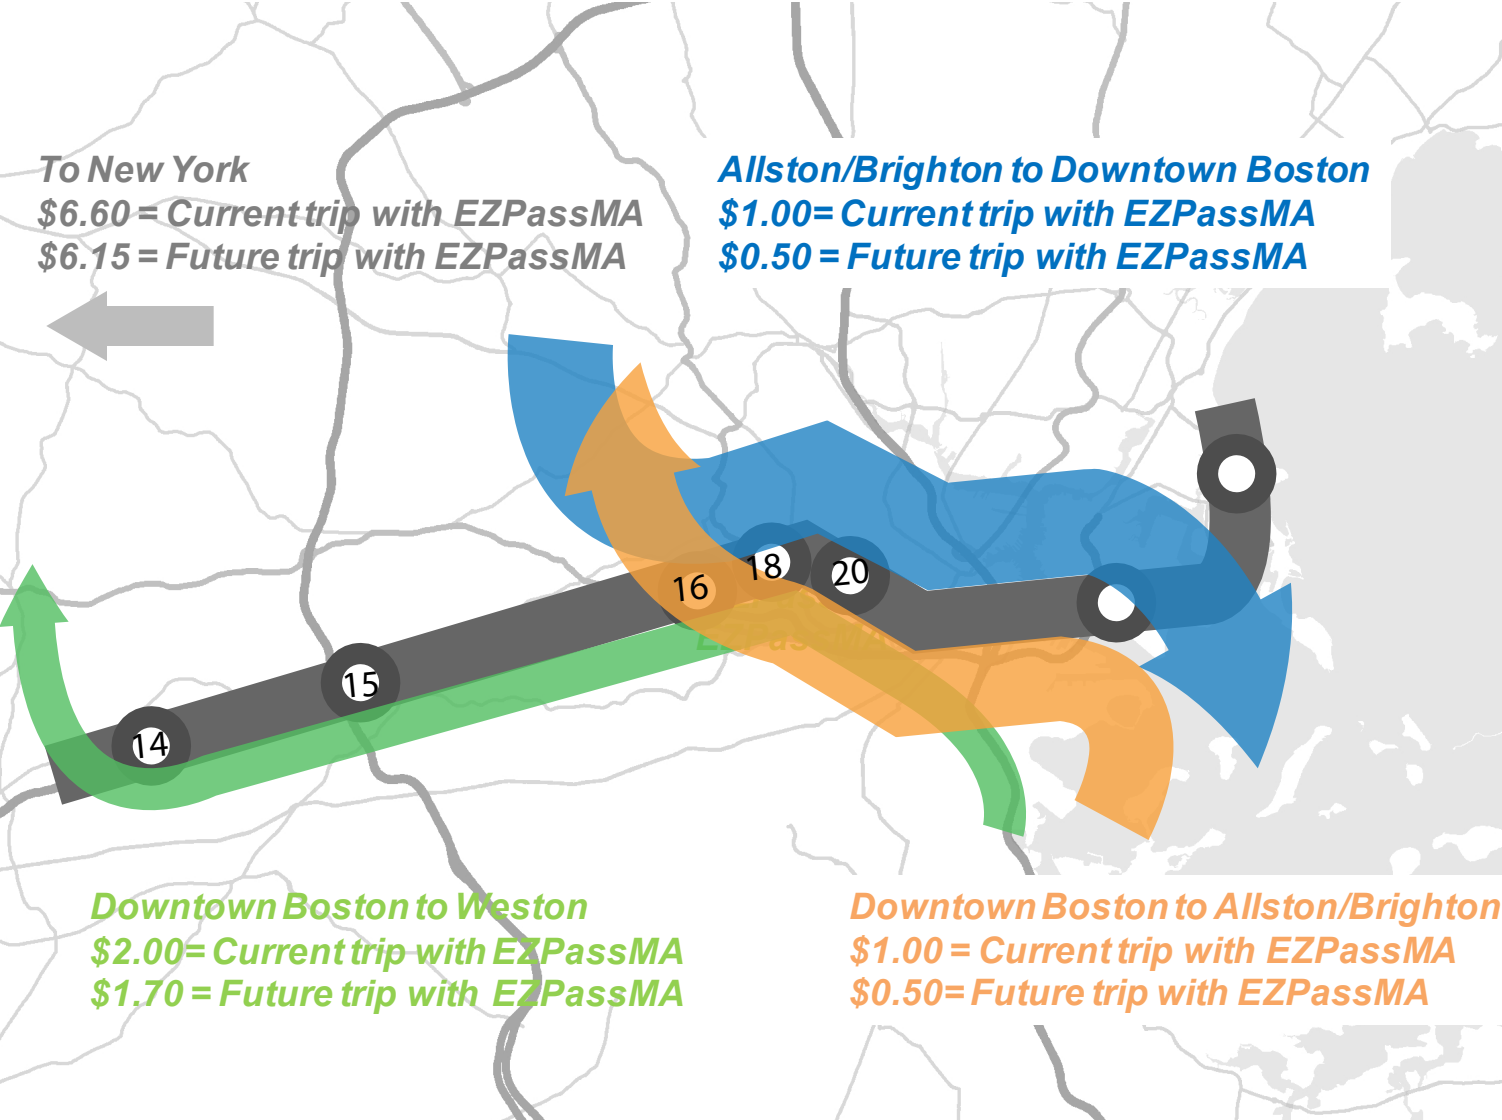 To New York
$6.60 = Current trip with EZPassMA
$6.15 = Future trip with EZPassMA
Allston/Brighton to Downtown Boston
$1.00= Current trip with EZPassMA
$0.50 = Future trip with EZPassMA
18
20
16
EZPassMA
15
14
Downtown Boston to Weston
$2.00= Current trip with EZPassMA
$1.70 = Future trip with EZPassMA
Downtown Boston to Allston/Brighton
$1.00 = Current trip with EZPassMA
$0.50= Future trip with EZPassMA